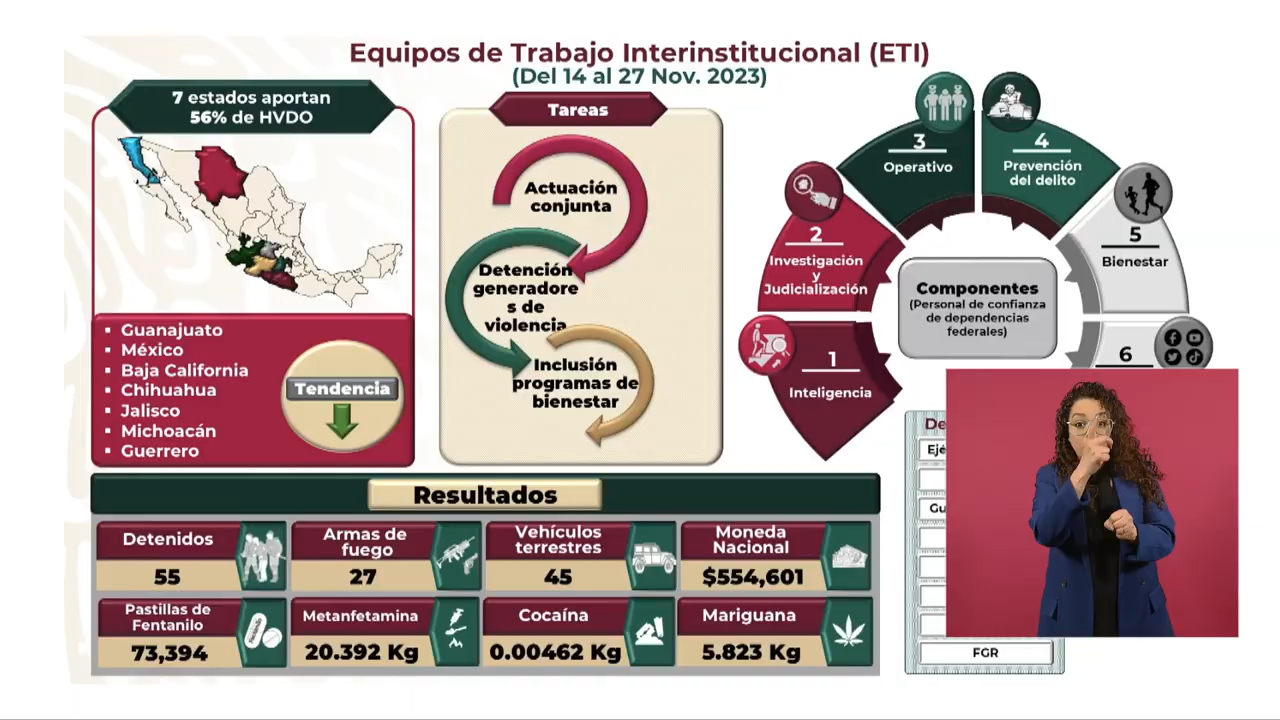 Equipos de Trabajo Interinstitucional (ETI)
(Del 14 al 27 Nov. 2023)
7 estados aportan
56% de HVDO
Guanajuato
México
Baja California
Chihuahua
Jalisco
Michoacán
Guerrero
Tendencia
Tareas
Actuación
conjunta
Detención
generadore
s de
violencia
Inclusión
programas de
bienestar
1
Inteligencia
2
Investigación
y
Judicialización
3
Operativo
4
Prevención
del delito
5
Bienestar
6
Componentes
(Personal de confianza
de dependencias
federales)
Resultados
Detenidos
55
Armas de
fuego
27
Vehículos
terrestres
45
Moneda
Nacional
$554,601
Pastillas de
Fentanilo
73,394
Metanfetamina
20.392 Kg
Cocaína
0.00462 Kg
Mariguana
5.823 Kg
De
Ejé
Gu
FGR